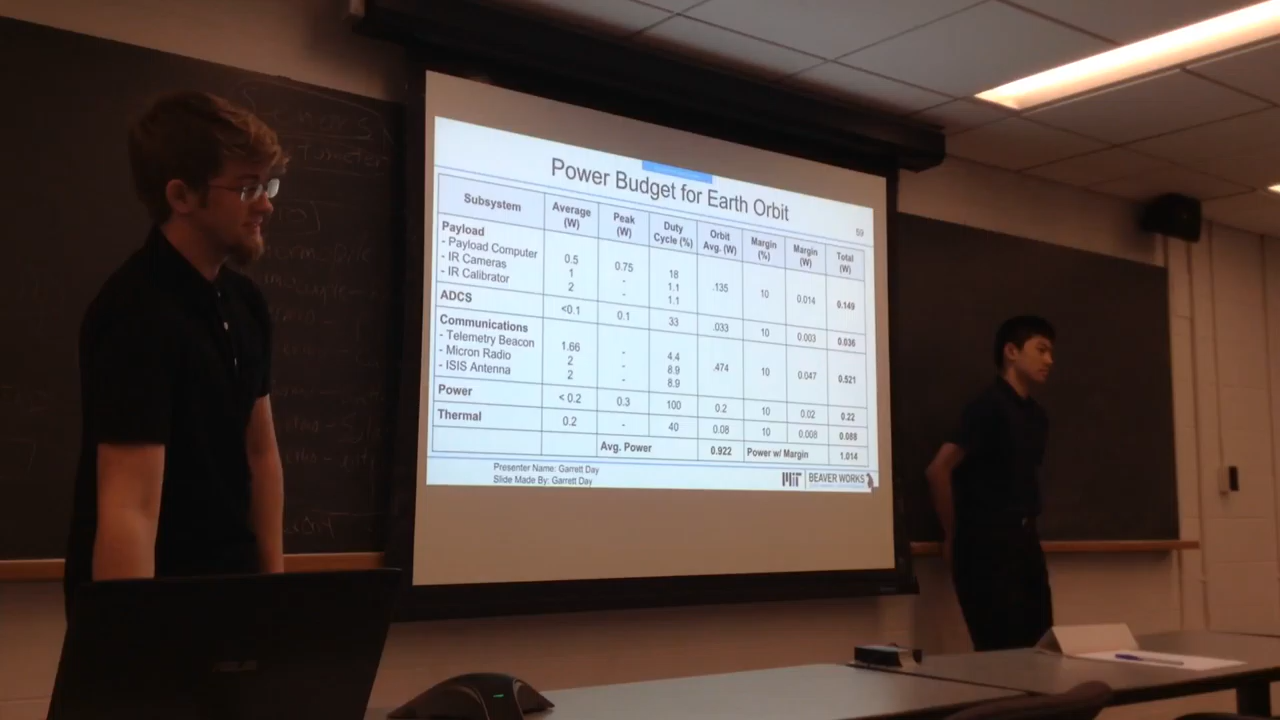 Power Budget for Earth Orbit
59
Subsystem Average (W) Peak (W) Duty Cycle (%) Orbit Avg. (W) Margin (%) Margin (W) Total (W)
Payload
- Payload Computer 0.5 0.75 18
- IR Cameras 1 - 1.1 .135 10 0.014 0.149
- IR Calibrator 2 - 1.1
ADCS <0.1 0.1 33 .033 10 0.003 0.036
Communications
- Telemetry Beacon 1.66 - 4.4
- Micron Radio 2 - 8.9 .474 10 0.047 0.521
- ISIS Antenna 2 - 8.9
Power < 0.2 0.3 100 0.2 10 0.02 0.22
Thermal 0.2 - 40 0.08 10 0.008 0.088
Avg. Power 0.922 Power w/ Margin 1.014
Presenter Name: Garrett Day
Slide Made By: Garrett Day
MIT BEAVER WORKS
ASUS